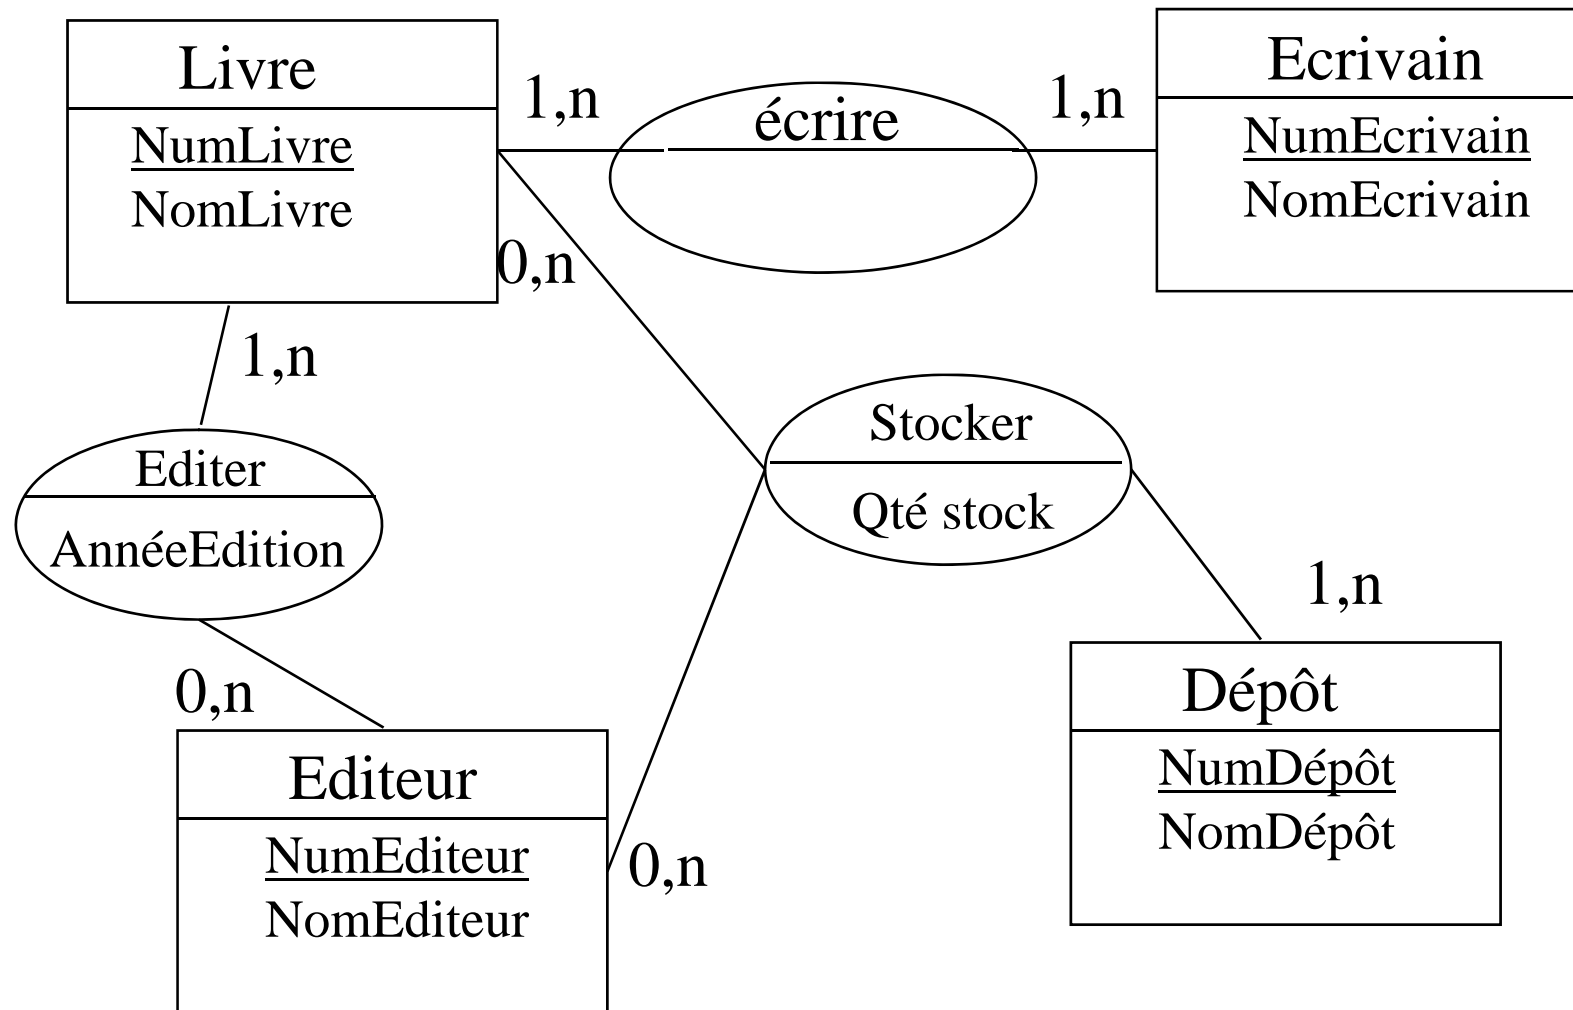 Livre
NumLivre
NomLivre
1,n
écrire
1,n
Ecrivain
NumEcrivain
NomEcrivain
0,n
1,n
Editer
AnnéeEdition
Stocker
Qté stock
1,n
0,n
Editeur
NumEditeur
NomEditeur
0,n
Dépôt
NumDépôt
NomDépôt